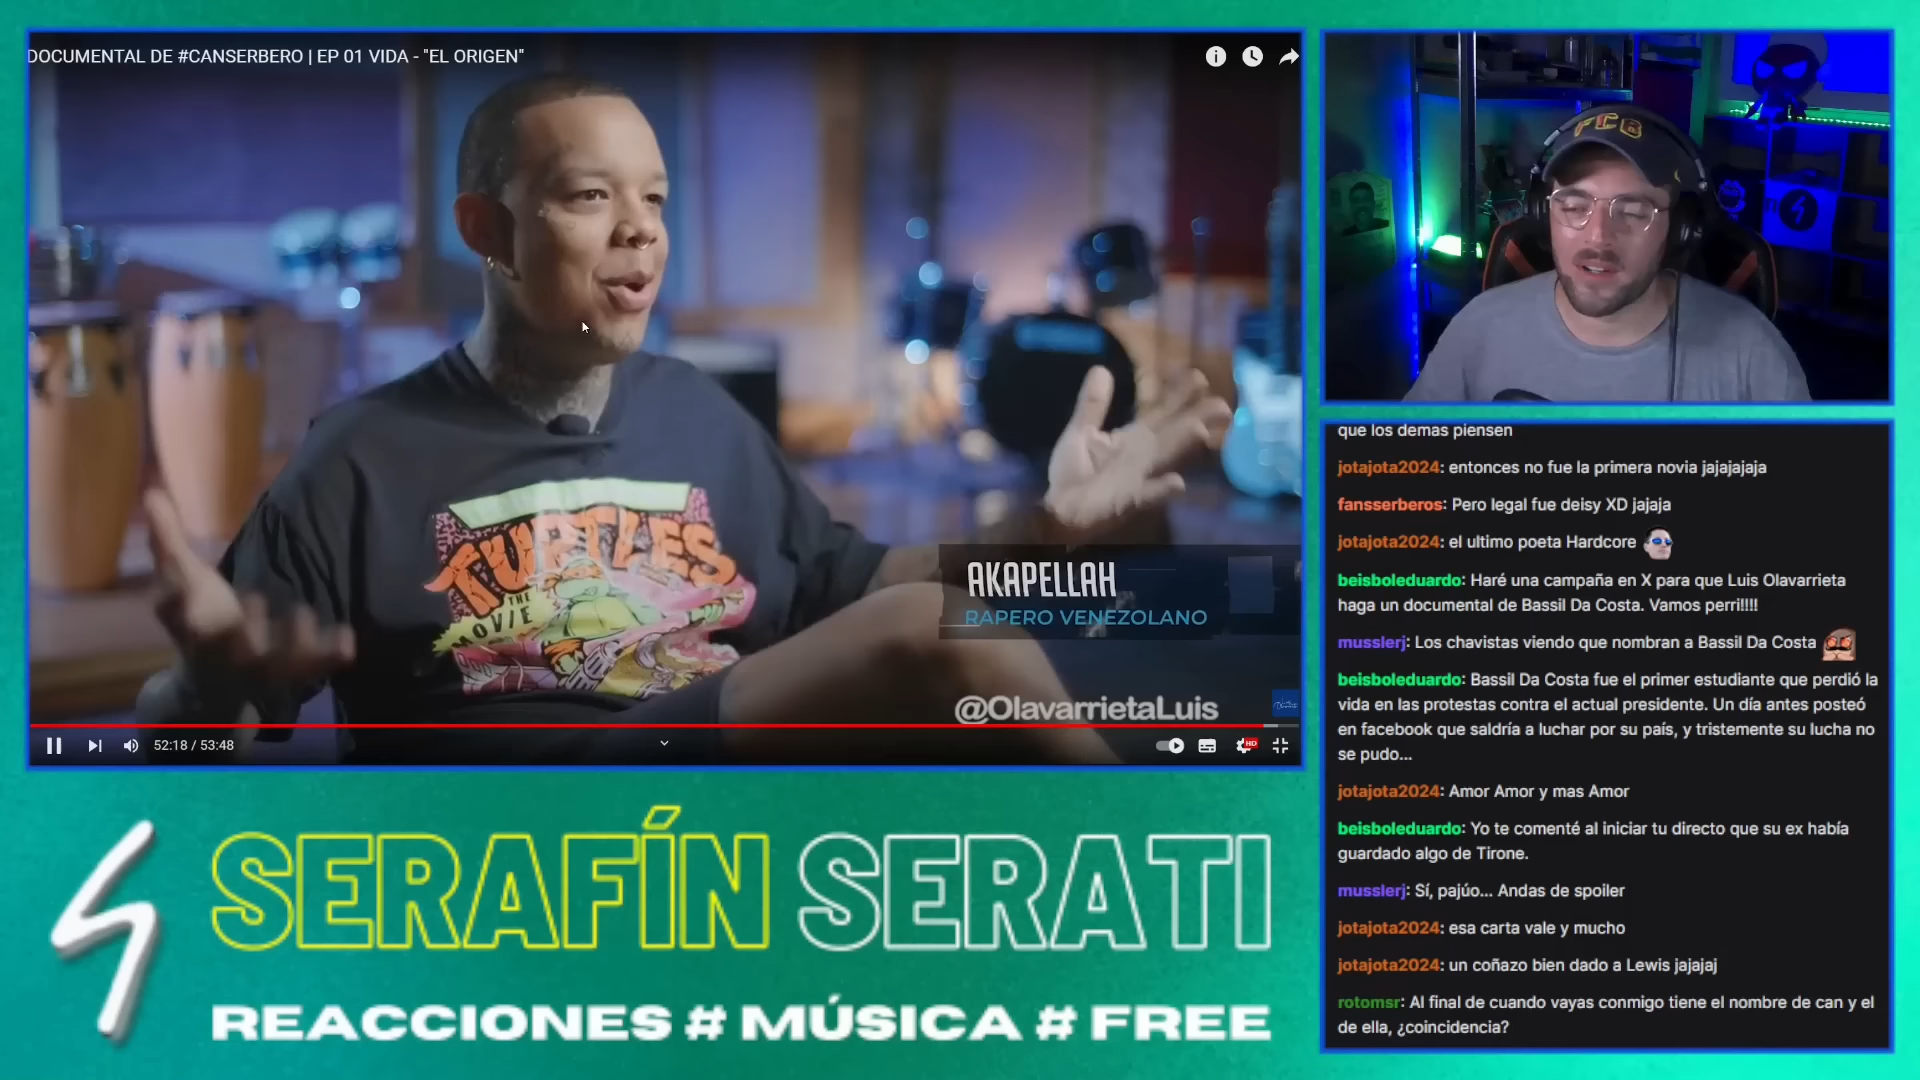 DOCUMENTAL DE #CANSERBERO | EP 01 VIDA - "EL ORIGEN"
FCB
TURTLES
THE
MOVIE
AKAPELLAH
RAPERO VENEZOLANO
@OlavarrietaLuis
52:18 / 53:48
HD
que los demas piensen
jotajota2024: entonces no fue la primera novia jajajajaja
fansserberos: Pero legal fue deisy XD jajaja
jotajota2024: el ultimo poeta Hardcore
beisboleduardo: Haré una campaña en X para que Luis Olavarrieta
haga un documental de Bassil Da Costa. Vamos perri!!!!
musslerj: Los chavistas viendo que nombran a Bassil Da Costa
beisboleduardo: Bassil Da Costa fue el primer estudiante que perdió la
vida en las protestas contra el actual presidente. Un día antes posteó
en facebook que saldría a luchar por su país, y tristemente su lucha no
se pudo...
jotajota2024: Amor Amor y mas Amor
beisboleduardo: Yo te comenté al iniciar tu directo que su ex había
guardado algo de Tirone.
musslerj: Sí, pajúo... Andas de spoiler
jotajota2024: esa carta vale y mucho
jotajota2024: un coñazo bien dado a Lewis jajajaj
rotomsr: Al final de cuando vayas conmigo tiene el nombre de can y el
de ella, ¿coincidencia?
SERAFÍN SERATI
REACCIONES # MÚSICA # FREE